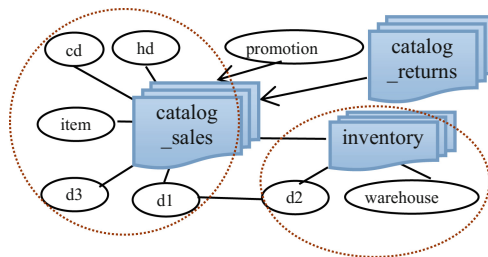 cd
hd
promotion
catalog
_returns
item
catalog
_sales
inventory
d3
d1
d2
warehouse